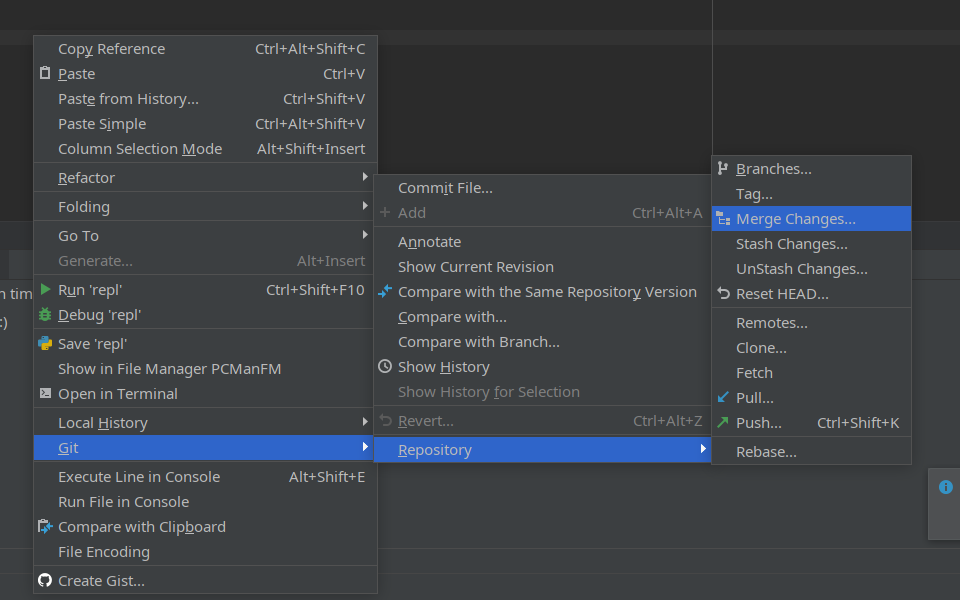 Copy Reference Ctrl+Alt+Shift+C
Paste Ctrl+V
Paste from History... Ctrl+Shift+V
Paste Simple Ctrl+Alt+Shift+V
Column Selection Mode Alt+Shift+Insert
Refactor
Folding
Go To
Generate... Alt+Insert
Run 'repl' Ctrl+Shift+F10
Debug 'repl'
Save 'repl'
Show in File Manager PCManFM
Open in Terminal
Local History
Git
Execute Line in Console Alt+Shift+E
Run File in Console
Compare with Clipboard
File Encoding
Create Gist...
Commit File...
Add Ctrl+Alt+A
Annotate
Show Current Revision
Compare with the Same Repository Version
Compare with...
Compare with Branch...
Show History
Show History for Selection
Revert... Ctrl+Alt+Z
Repository
Branches...
Tag...
Merge Changes...
Stash Changes...
UnStash Changes...
Reset HEAD...
Remotes...
Clone...
Fetch
Pull...
Push... Ctrl+Shift+K
Rebase...
n tim
:)